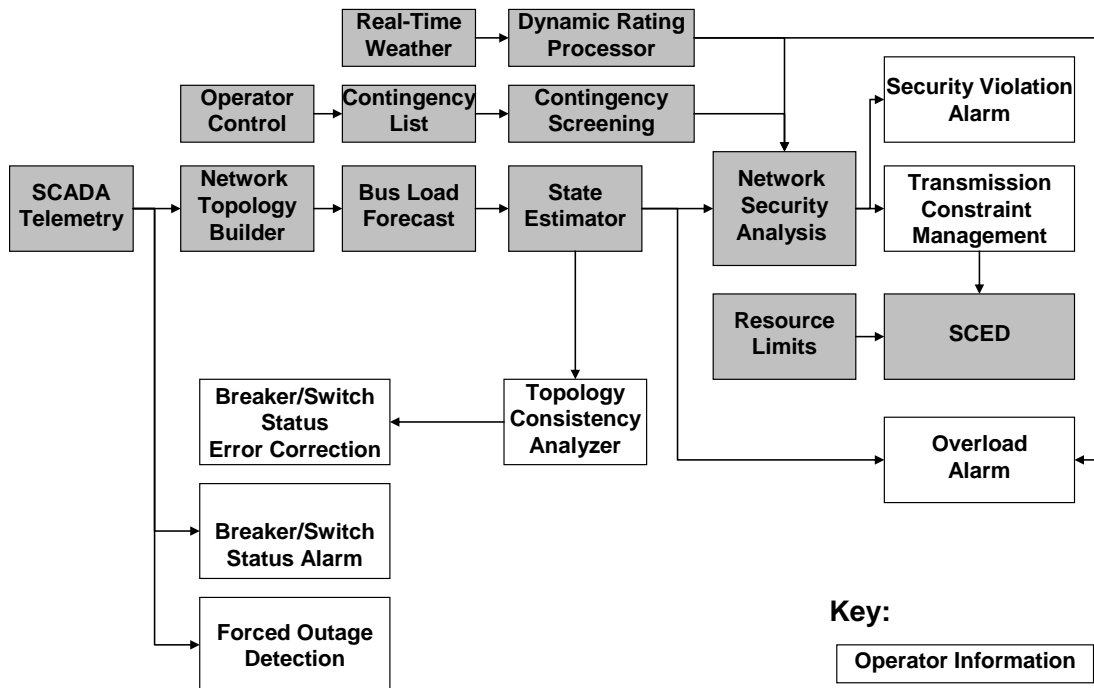 Real-Time
Weather
Dynamic Rating
Processor
Operator
Control
Contingency
List
Contingency
Screening
Security Violation
Alarm
SCADA
Telemetry
Network
Topology
Builder
Bus Load
Forecast
State
Estimator
Network
Security
Analysis
Transmission
Constraint
Management
Resource
Limits
SCED
Breaker/Switch
Status
Error Correction
Topology
Consistency
Analyzer
Overload
Alarm
Breaker/Switch
Status Alarm
Forced Outage
Detection
Key:
Operator Information